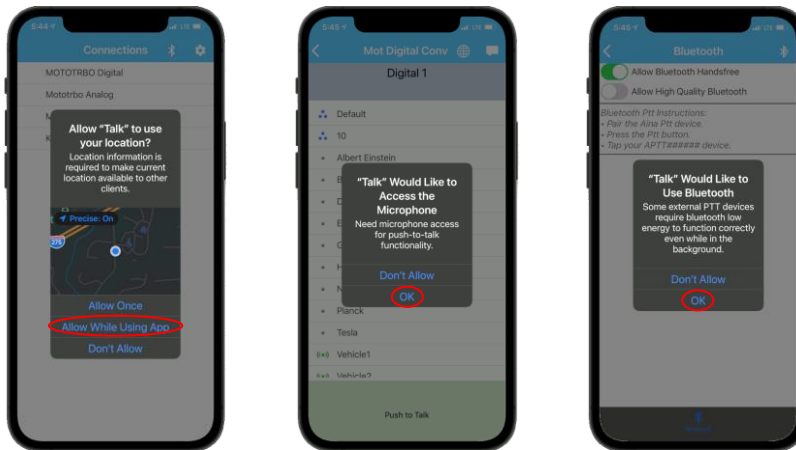 5:44
LTE
Connections
MOTOTRBO Digital
Mototrbo Analog
Allow “Talk” to use
your location?
Location information is
required to make current
location available to other
clients.
Precise: On
275
Allow Once
Allow While Using App
Don't Allow
5:45
LTE
Mot Digital Conv
Digital 1
Default
10
Albert Einstein
“Talk” Would Like to
Access the
Microphone
Need microphone access
for push-to-talk
functionality.
Don't Allow
OK
Planck
Tesla
Vehicle1
Vehicle2
Push to Talk
5:45
LTE
Bluetooth
Allow Bluetooth Handsfree
Allow High Quality Bluetooth
Bluetooth Ptt Instructions:
- Pair the Aina Ptt device.
- Press the Ptt button.
- Tap your APTT###### device.
“Talk” Would Like to
Use Bluetooth
Some external PTT devices
require bluetooth low
energy to function correctly
even while in the
background.
Don't Allow
OK